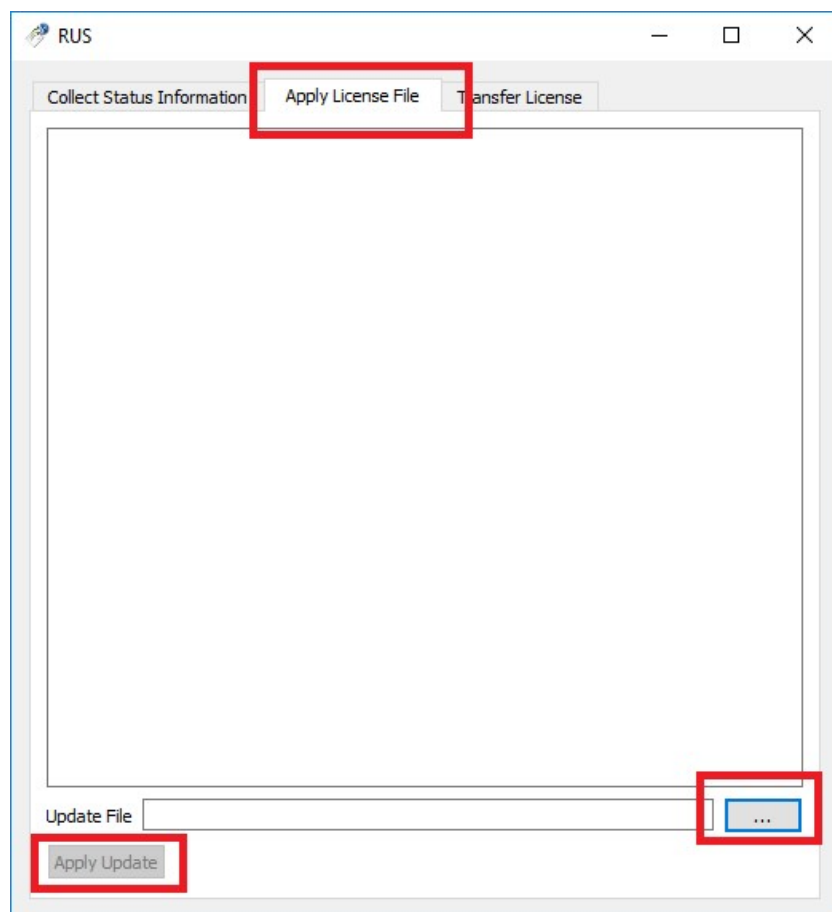 RUS
Collect Status Information Apply License File Transfer License
Update File ...
Apply Update